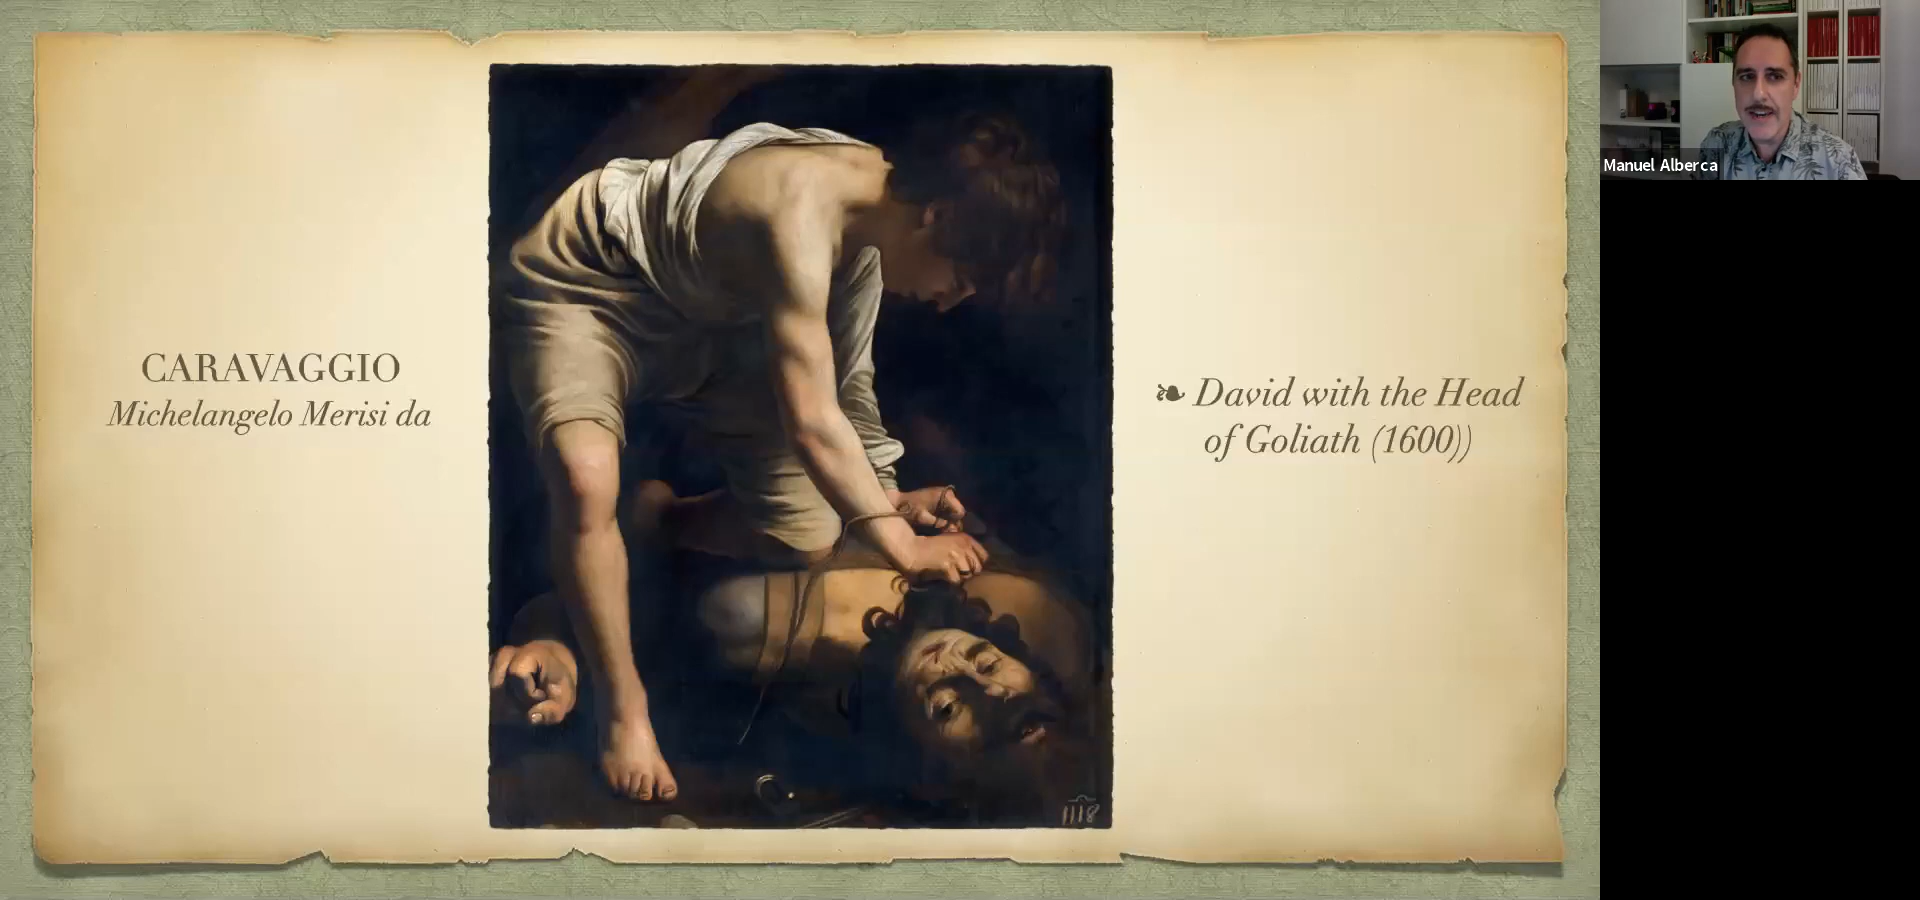 CARAVAGGIO
Michelangelo Merisi da
❧ David with the Head
of Goliath (1600))
1118
Manuel Alberca